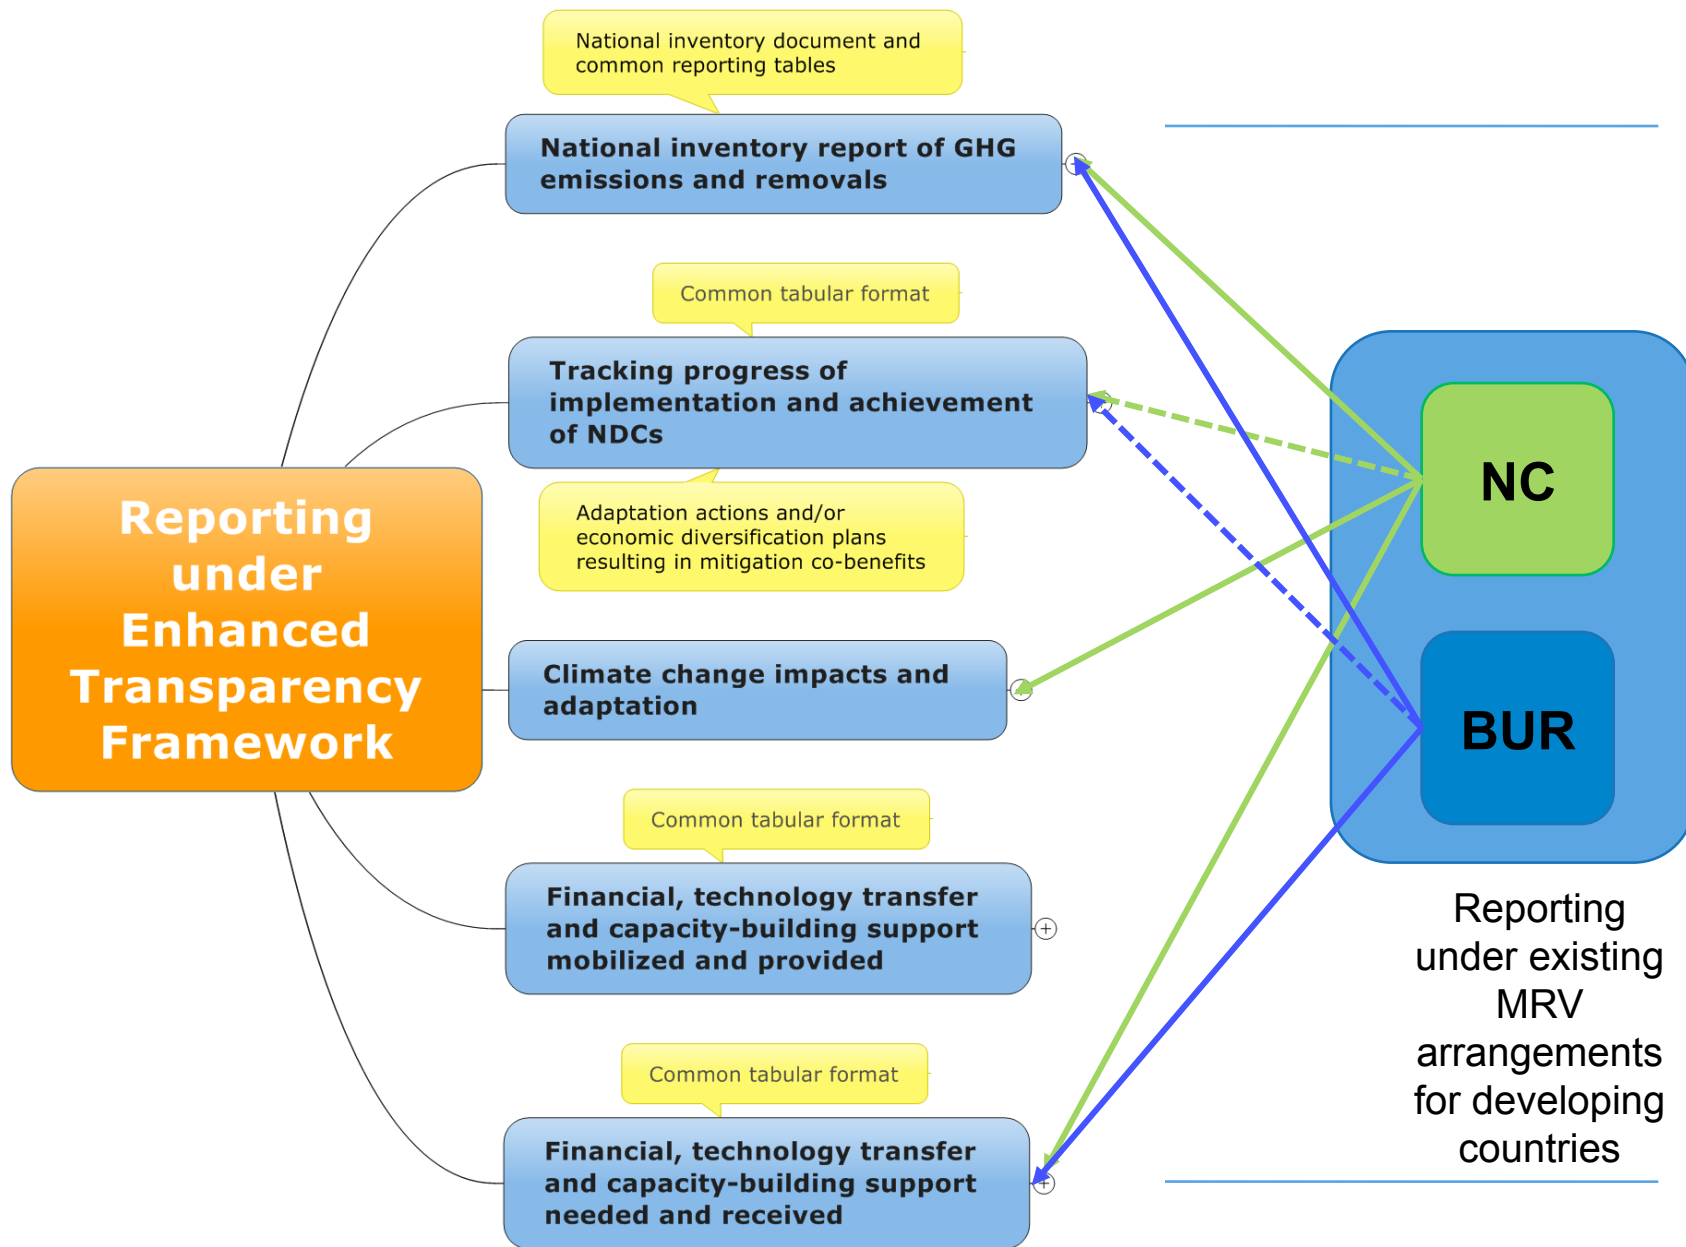 National inventory document and
common reporting tables
National inventory report of GHG
emissions and removals
Common tabular format
Tracking progress of
implementation and achievement
of NDCs
Adaptation actions and/or
economic diversification plans
resulting in mitigation co-benefits
Reporting
under
Enhanced
Transparency
Framework
Climate change impacts and
adaptation
Common tabular format
Financial, technology transfer
and capacity-building support
mobilized and provided
Common tabular format
Financial, technology transfer
and capacity-building support
needed and received
NC
BUR
Reporting
under existing
MRV
arrangements
for developing
countries